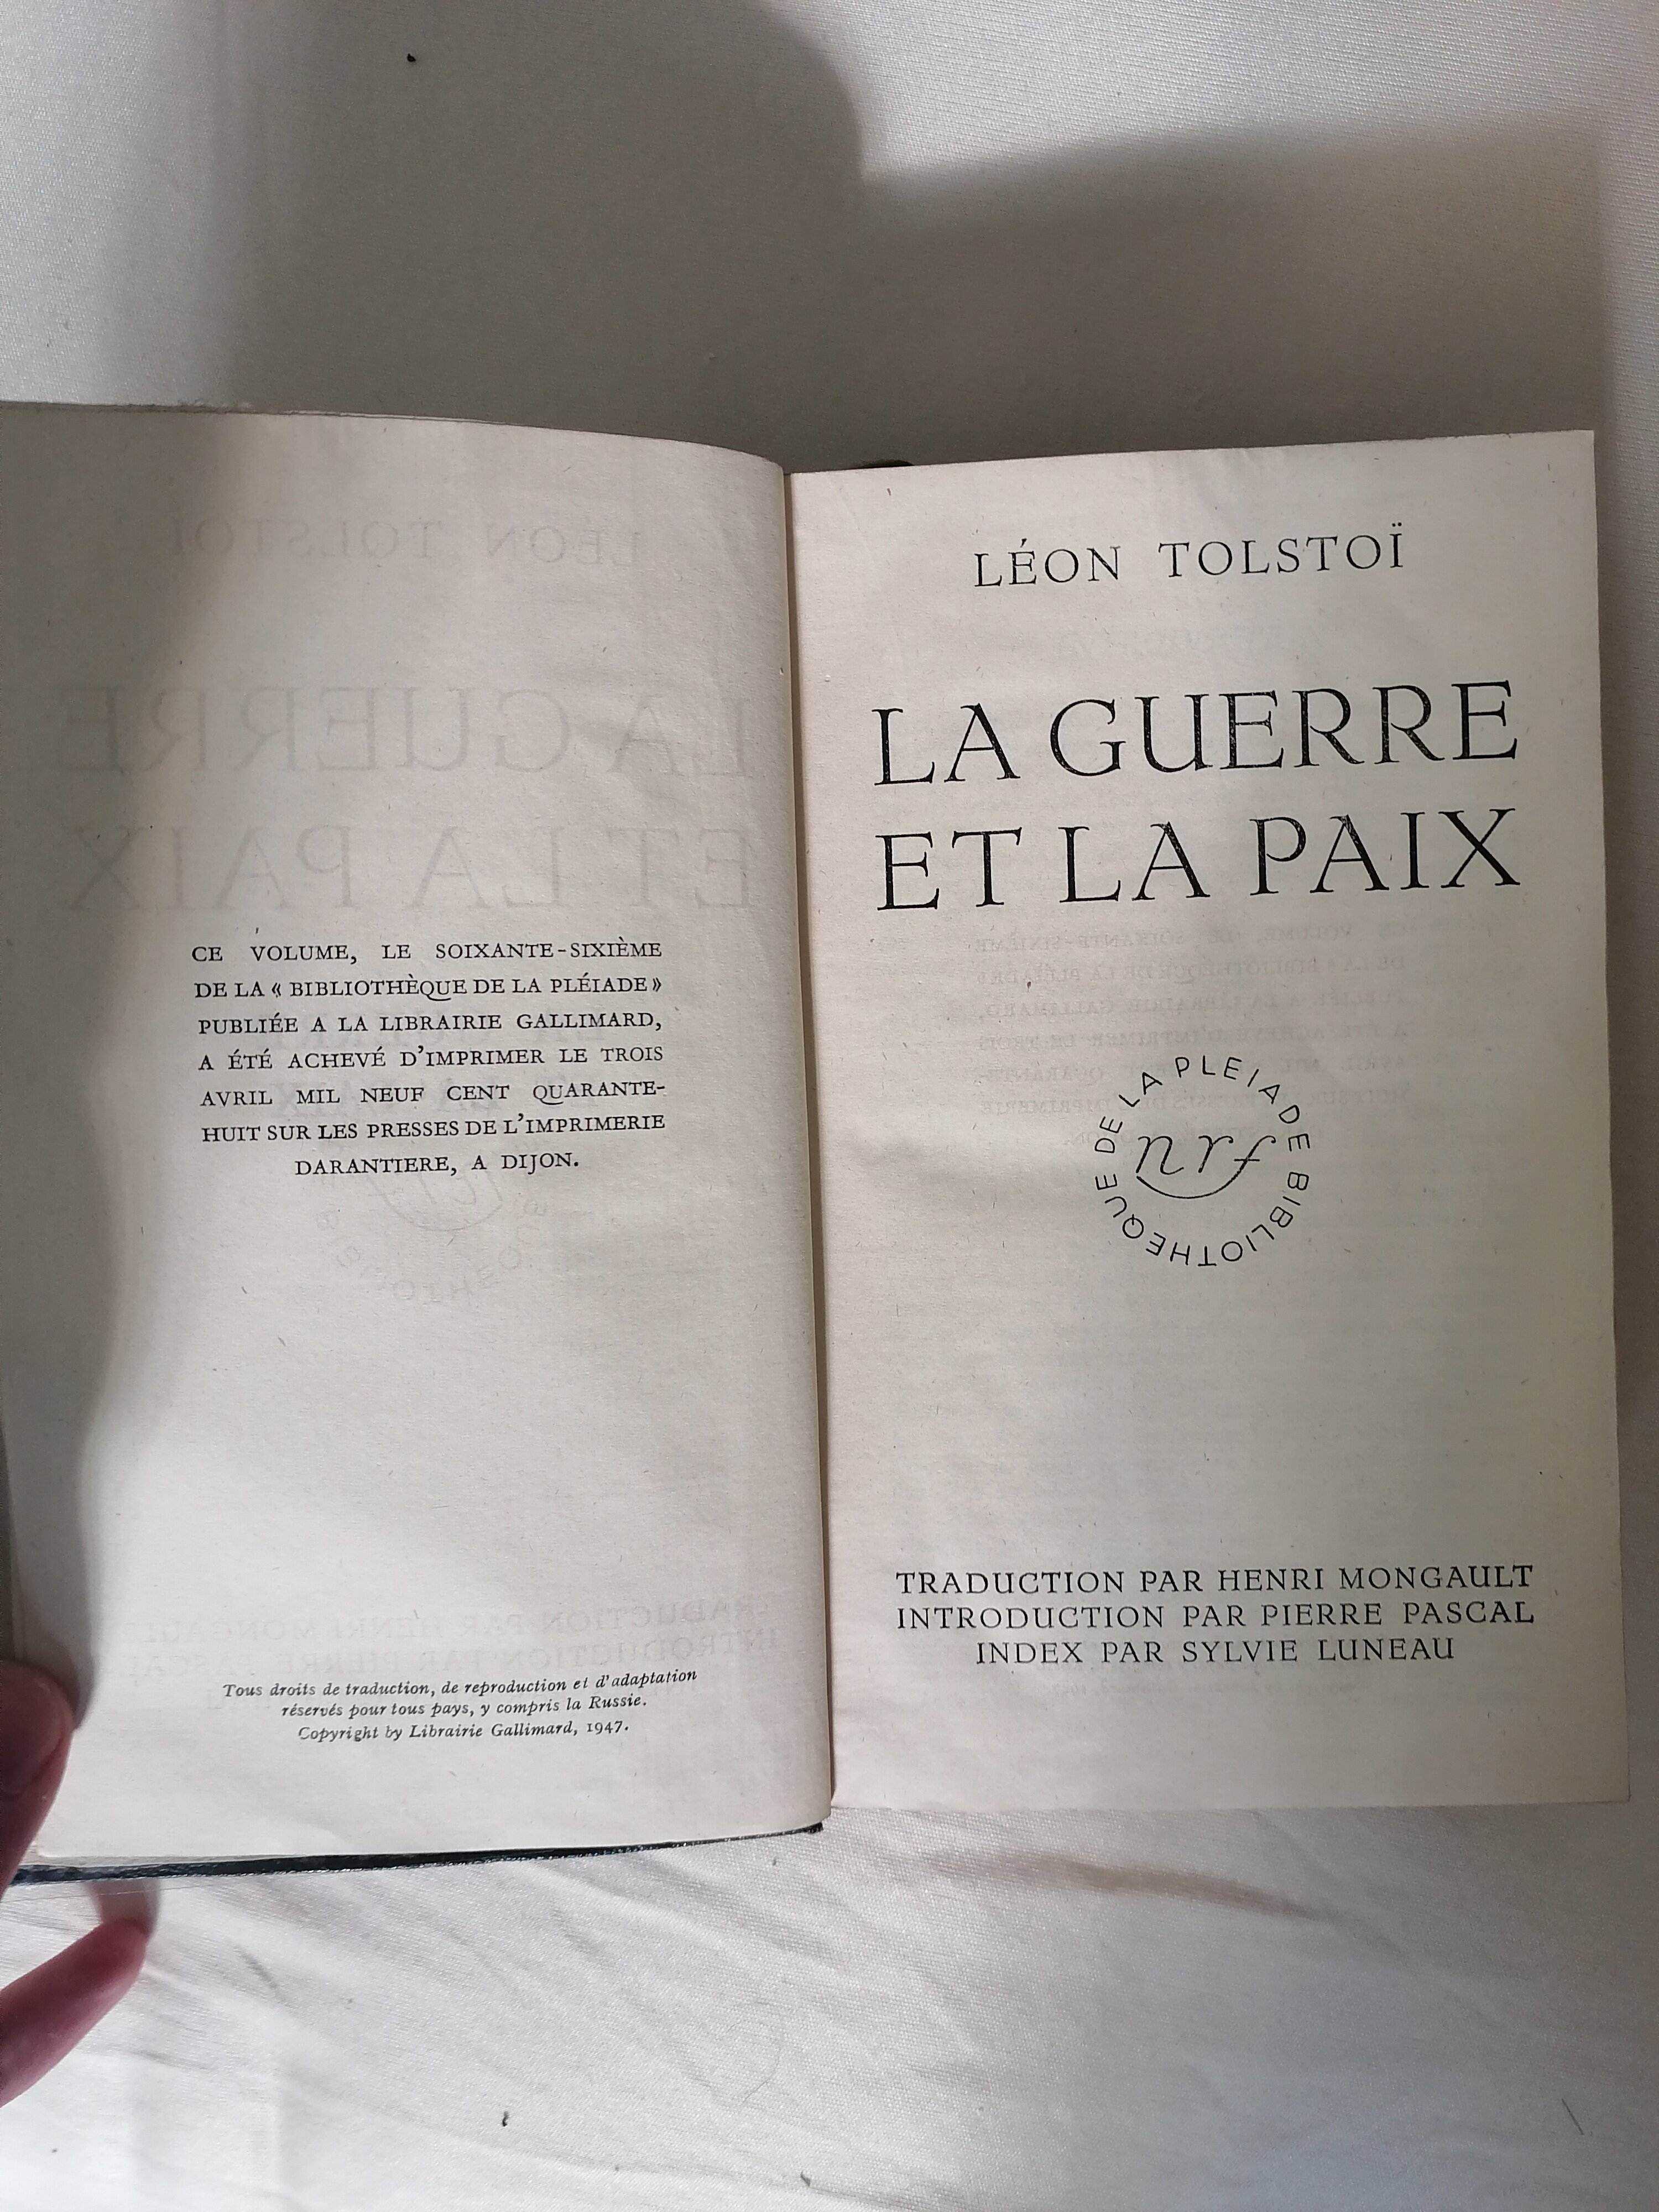 CE VOLUME, LE SOIXANTE-SIXIÈME
DE LA « BIBLIOTHÈQUE DE LA PLÉIADE »
PUBLIÉE A LA LIBRAIRIE GALLIMARD,
A ÉTÉ ACHEVÉ D'IMPRIMER LE TROIS
AVRIL MIL NEUF CENT QUARANTE-
HUIT SUR LES PRESSES DE L'IMPRIMERIE
DARANTIERE, A DIJON.
Tous droits de traduction, de reproduction et d'adaptation
réservés pour tous pays, y compris la Russie.
Copyright by Librairie Gallimard, 1947.
LÉON TOLSTOÏ
LA GUERRE
ET LA PAIX
BIBLIOTHEQUE DE LA PLEIADE
nrf
TRADUCTION PAR HENRI MONGAULT
INTRODUCTION PAR PIERRE PASCAL
INDEX PAR SYLVIE LUNEAU